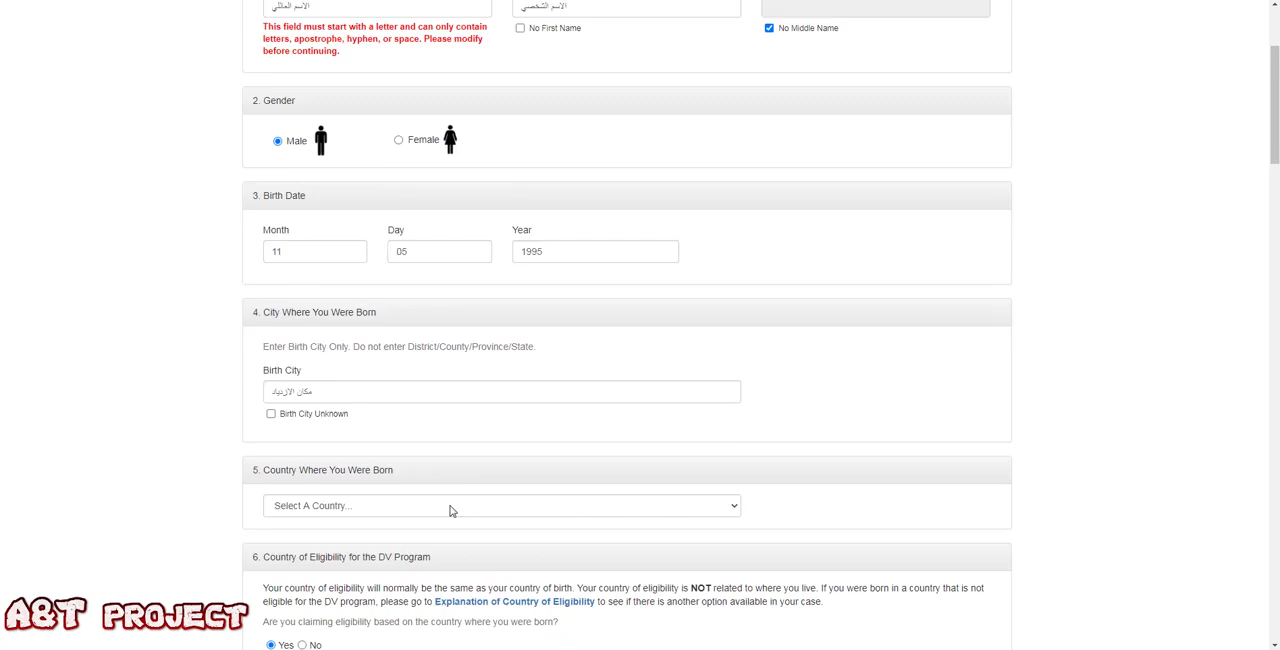 الاسم العائلي
الاسم الشخصي
This field must start with a letter and can only contain
letters, apostrophe, hyphen, or space. Please modify
before continuing.
No First Name
No Middle Name
2. Gender
Male
Female
3. Birth Date
Month
Day
Year
11
05
1995
4. City Where You Were Born
Enter Birth City Only. Do not enter District/County/Province/State.
Birth City
مكان الازدياد
Birth City Unknown
5. Country Where You Were Born
Select A Country...
6. Country of Eligibility for the DV Program
Your country of eligibility will normally be the same as your country of birth. Your country of eligibility is NOT related to where you live. If you were born in a country that is not
eligible for the DV program, please go to Explanation of Country of Eligibility to see if there is another option available in your case.
Are you claiming eligibility based on the country where you were born?
Yes No
A&T PROJECT